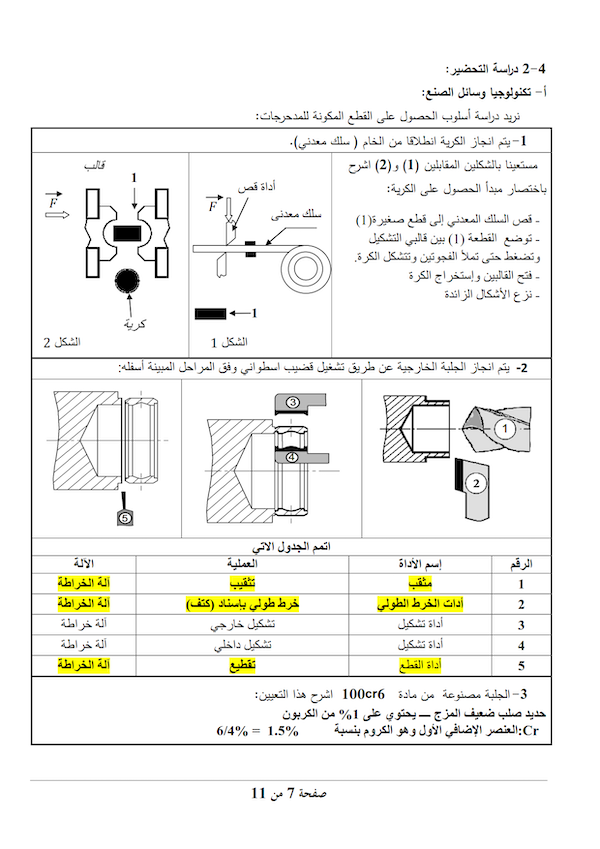 2-4 دراسة التحضير:
أ- تكنولوجيا وسائل الصنع:
نريد دراسة أسلوب الحصول على القطع المكونة للمدحرجات:
1- يتم انجاز الكرية انطلاقا من الخام ( سلك معدني).
مستعينا بالشكلين المقابلين (1) و(2) اشرح
باختصار مبدأ الحصول على الكرية:
- قص السلك المعدني إلى قطع صغيرة(1)
- توضع القطعة (1) بين قالبي التشكيل
وتضغط حتى تملأ الفجوتين وتتشكل الكرة.
- فتح القالبين وإستخراج الكرة
- نزع الأشكال الزائدة
أداة قص
F
سلك معدني
1
الشكل 1
قالب
1
F
كرية
الشكل 2
2- يتم انجاز الجلبة الخارجية عن طريق تشغيل قضيب اسطواني وفق المراحل المبينة أسفله:
1
2
3
4
5
اتمم الجدول الاتي
الرقم إسم الآداة العملية الآلة
1 مثقب تثقيب آلة الخراطة
2 أدات الخرط الطولي خرط طولي بإسناد (كتف) آلة الخراطة
3 أداة تشكيل تشكيل خارجي آلة خراطة
4 أداة تشكيل تشكيل داخلي آلة خراطة
5 أداة القطع تقطيع آلة الخراطة
3- الجلبة مصنوعة من مادة 100cr6 اشرح هذا التعيين:
حديد صلب ضعيف المزج ـــ يحتوي على 1% من الكربون
Cr:العنصر الإضافي الأول وهو الكروم بنسبة 6/4% = 1.5%
صفحة 7 من 11